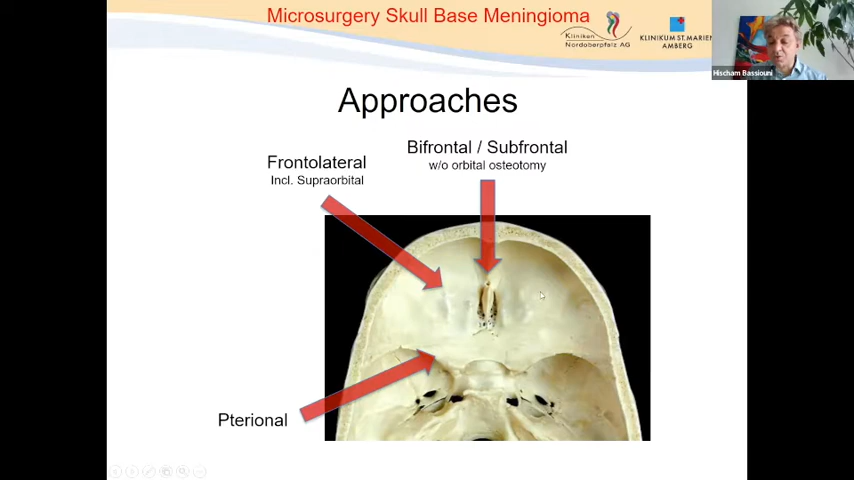 Microsurgery Skull Base Meningioma
Kliniken
Nordoberpfalz AG
KLINIKUM ST. MARIEN
AMBERG
Hischam Bassiouni
Approaches
Bifrontal / Subfrontal
w/o orbital osteotomy
Frontolateral
Incl. Supraorbital
Pterional